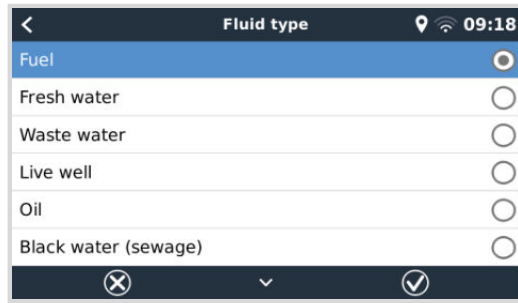 Fluid type 09:18
Fuel
Fresh water
Waste water
Live well
Oil
Black water (sewage)